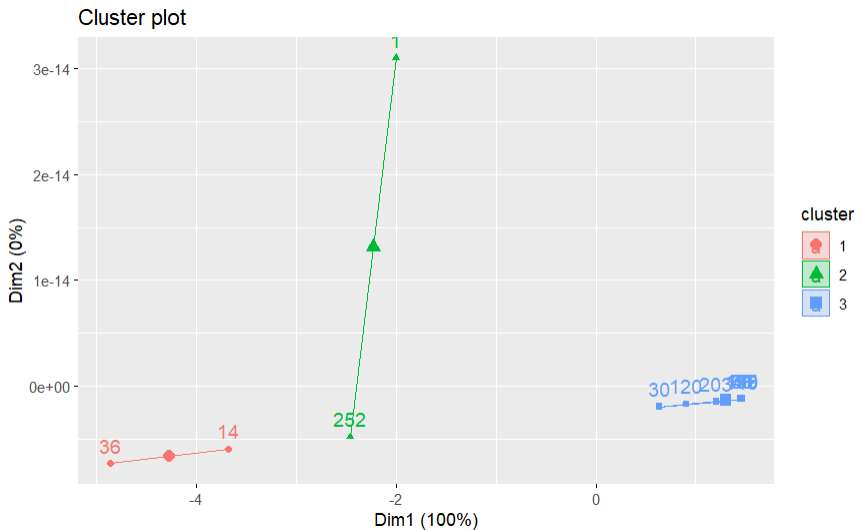 Cluster plot
3e-14
2e-14
1e-14
0e+00
Dim2 (0%)
-4
-2
0
Dim1 (100%)
36
14
252
30
120
203
cluster
1
2
3